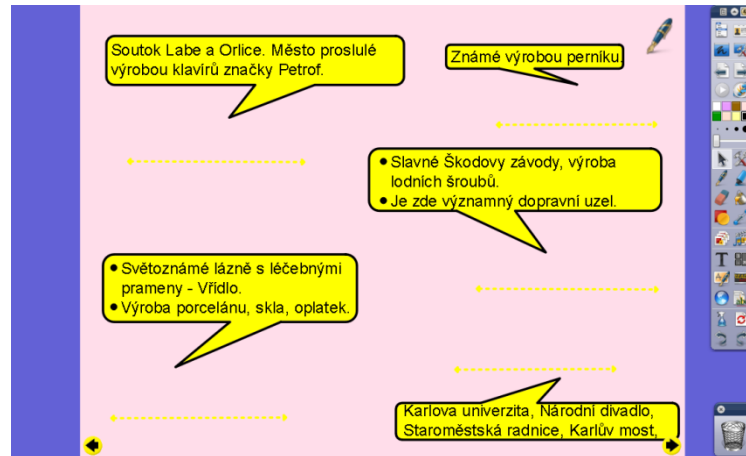 Soutok Labe a Orlice. Město proslulé
výrobou klavírů značky Petrof.
Známé výrobou perníku.
● Slavné Škodovy závody, výroba
lodních šroubů.
● Je zde významný dopravní uzel.
● Světoznámé lázně s léčebnými
prameny - Vřídlo.
● Výroba porcelánu, skla, oplatek.
Karlova univerzita, Národní divadlo,
Staroměstská radnice, Karlův most,